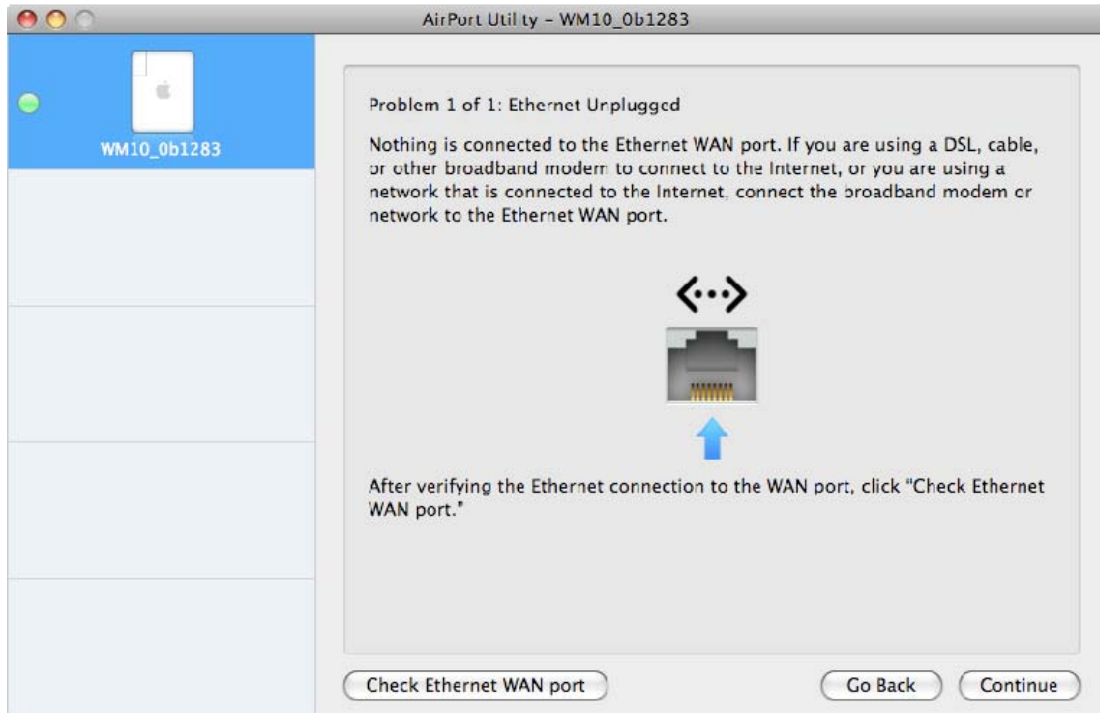 AirPort Utility – WM10_0b1283
WM10_0b1283
Problem 1 of 1: Ethernet Unplugged
Nothing is connected to the Ethernet WAN port. If you are using a DSL, cable,
or other broadband modem to connect to the Internet, or you are using a
network that is connected to the Internet, connect the broadband modem or
network to the Ethernet WAN port.
After verifying the Ethernet connection to the WAN port, click “Check Ethernet
WAN port.”
Check Ethernet WAN port
Go Back
Continue